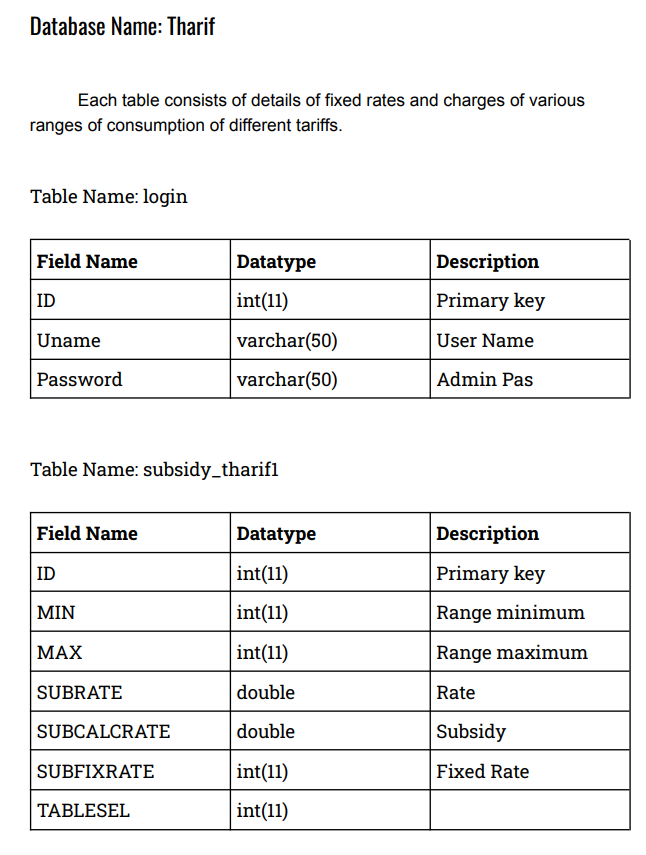 Database Name: Tharif
Each table consists of details of fixed rates and charges of various
ranges of consumption of different tariffs.
Table Name: login
Field Name Datatype Description
ID int(11) Primary key
Uname varchar(50) User Name
Password varchar(50) Admin Pas
Table Name: subsidy_tharif1
Field Name Datatype Description
ID int(11) Primary key
MIN int(11) Range minimum
MAX int(11) Range maximum
SUBRATE double Rate
SUBCALCRATE double Subsidy
SUBFIXRATE int(11) Fixed Rate
TABLESEL int(11)